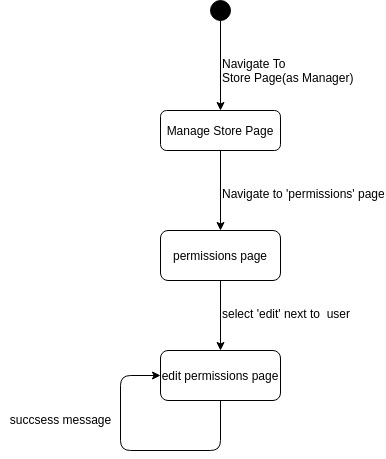 Navigate To
Store Page(as Manager)
Manage Store Page
Navigate to 'permissions' page
permissions page
select 'edit' next to  user
edit permissions page
succsess message